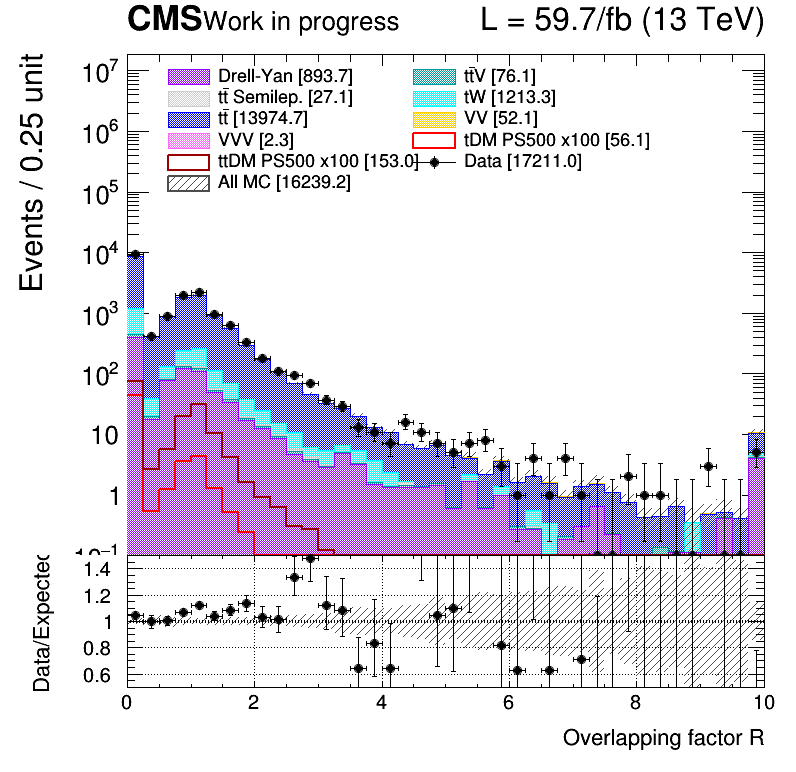 CMS Work in progress L = 59.7/fb (13 TeV)
Events / 0.25 unit
10⁷
10⁶
10⁵
10⁴
10³
10²
10
1
10⁻¹
Drell-Yan [893.7]
tt̄ Semilep. [27.1]
tt̄ [13974.7]
VVV [2.3]
ttDM PS500 x100 [153.0]
All MC [16239.2]
tt̄V [76.1]
tW [1213.3]
VV [52.1]
tDM PS500 x100 [56.1]
Data [17211.0]
Data/Expected
1.4
1.2
1
0.8
0.6
0 2 4 6 8 10
Overlapping factor R